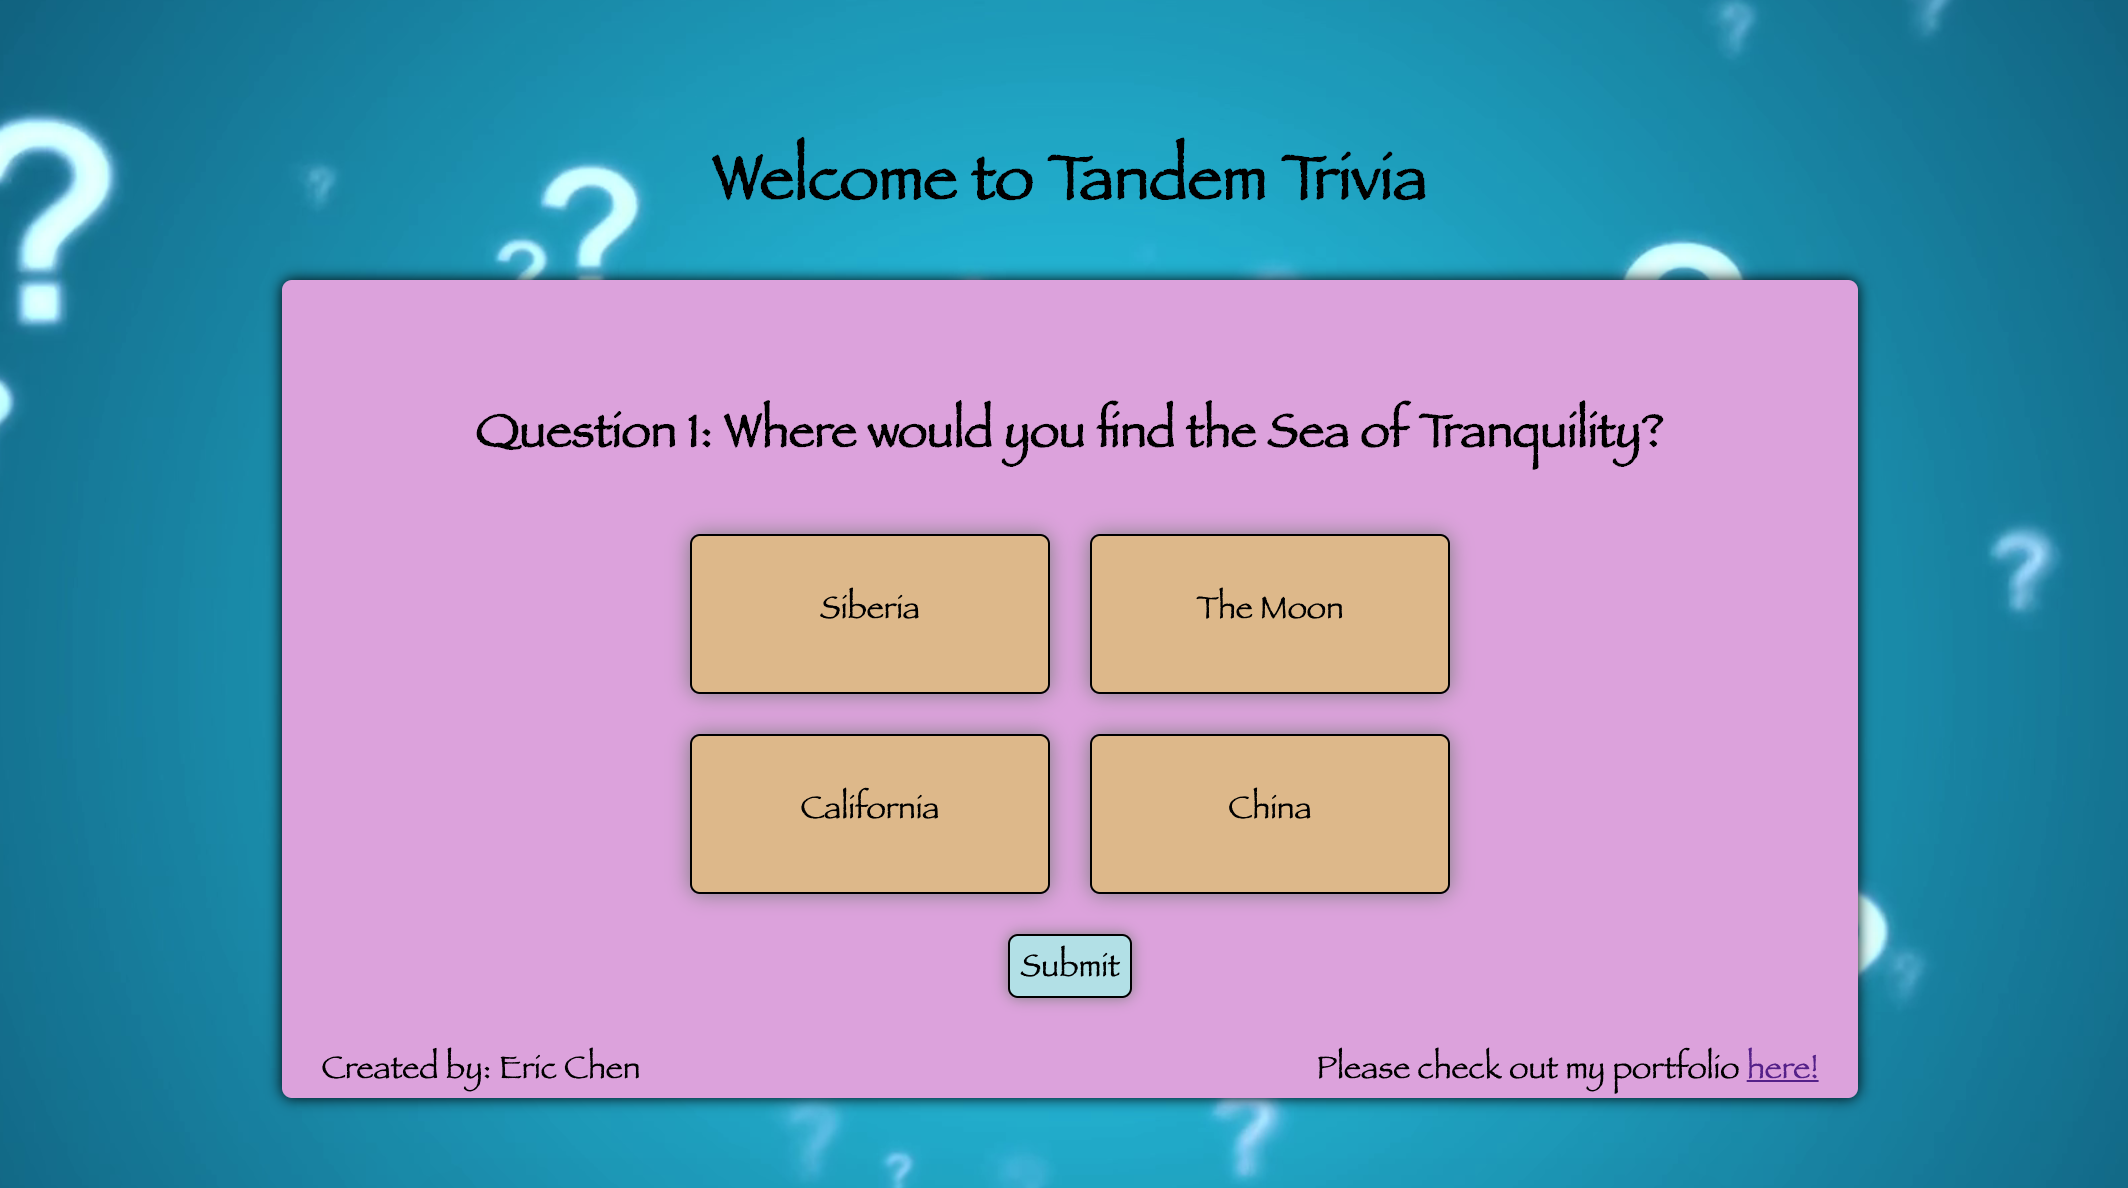 Welcome to Tandem Trivia
Question 1: Where would you find the Sea of Tranquility?
Siberia
The Moon
California
China
Submit
Created by: Eric Chen
Please check out my portfolio here!